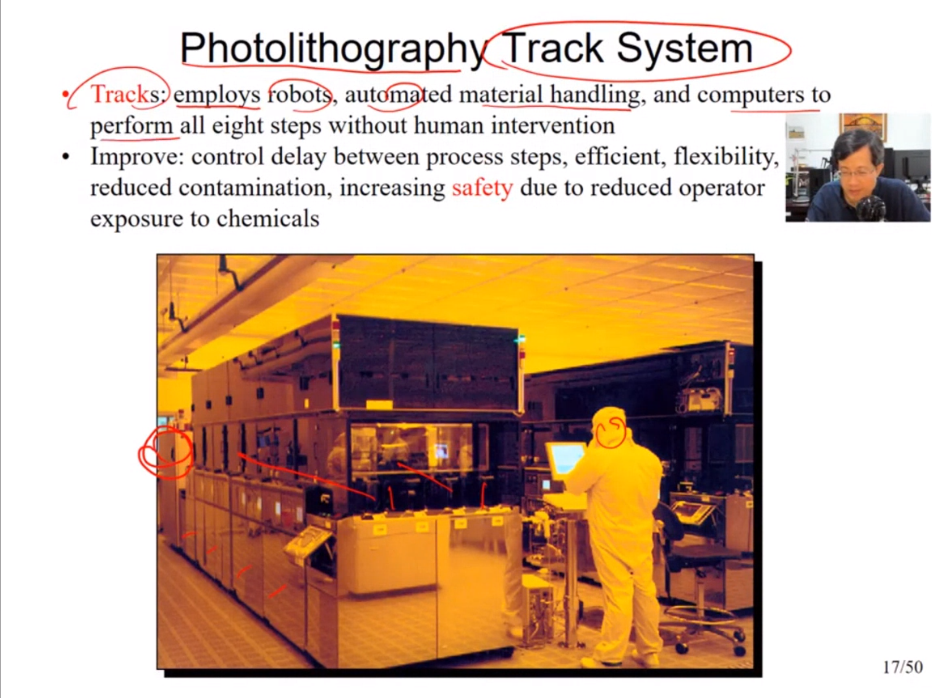 Photolithography Track System
• Tracks: employs robots, automated material handling, and computers to
perform all eight steps without human intervention
• Improve: control delay between process steps, efficient, flexibility,
reduced contamination, increasing safety due to reduced operator
exposure to chemicals
17/50